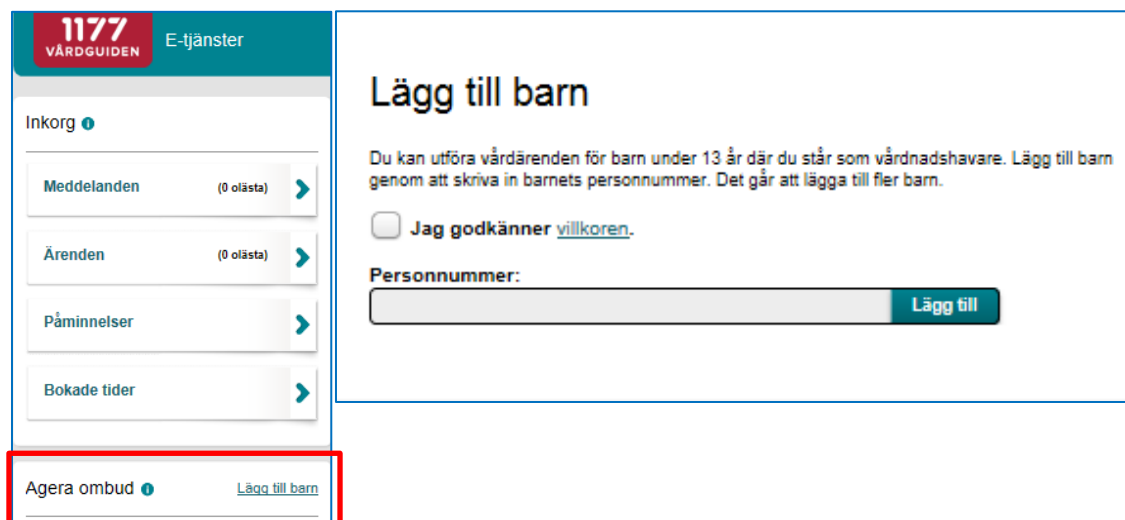 1177
VÅRDGUIDEN
E-tjänster
Inkorg
Meddelanden (0 olästa)
Ärenden (0 olästa)
Påminnelser
Bokade tider
Agera ombud Lägg till barn
Lägg till barn
Du kan utföra vårdärenden för barn under 13 år där du står som vårdnadshavare. Lägg till barn
genom att skriva in barnets personnummer. Det går att lägga till fler barn.
Jag godkänner villkoren.
Personnummer:
Lägg till